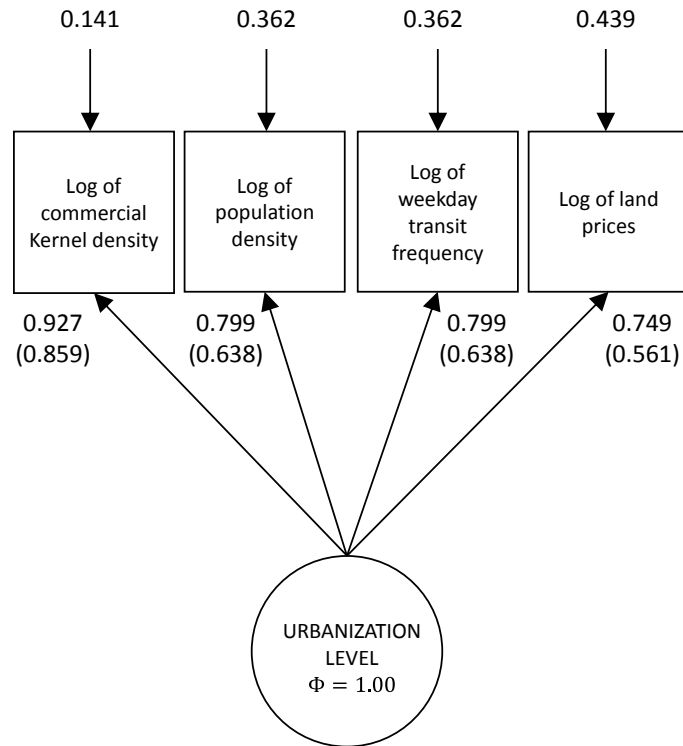 0.141
0.362
0.362
0.439
Log of
commercial
Kernel density
Log of
population
density
Log of
weekday
transit
frequency
Log of land
prices
0.927
(0.859)
0.799
(0.638)
0.799
(0.638)
0.749
(0.561)
URBANIZATION
LEVEL
Φ = 1.00